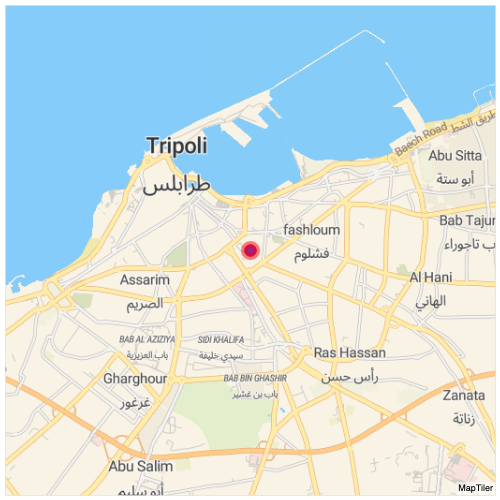 Tripoli
طرابلس
Beach Road
طريق الشط
Abu Sitta
أبو ستة
Bab Tajur
ب تاجوراء
fashloum
فشلوم
Assarim
الصريم
Al Hani
الهاني
BAB AL AZIZIYA
باب العزيزية
SIDI KHALIFA
سيدي خليفة
Ras Hassan
رأس حسن
Gharghour
غرغور
BAB BIN GHASHIR
باب بن غشير
Zanata
زناتة
Abu Salim
أبو سليم
MapTiler